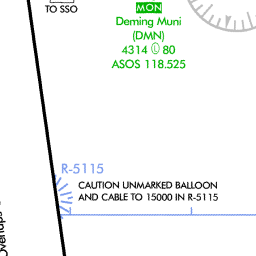 MON
TO SSO
Deming Muni
(DMN)
4314 Ⓛ 80
ASOS 118.525
R-5115
CAUTION UNMARKED BALLOON
AND CABLE TO 15000 IN R-5115